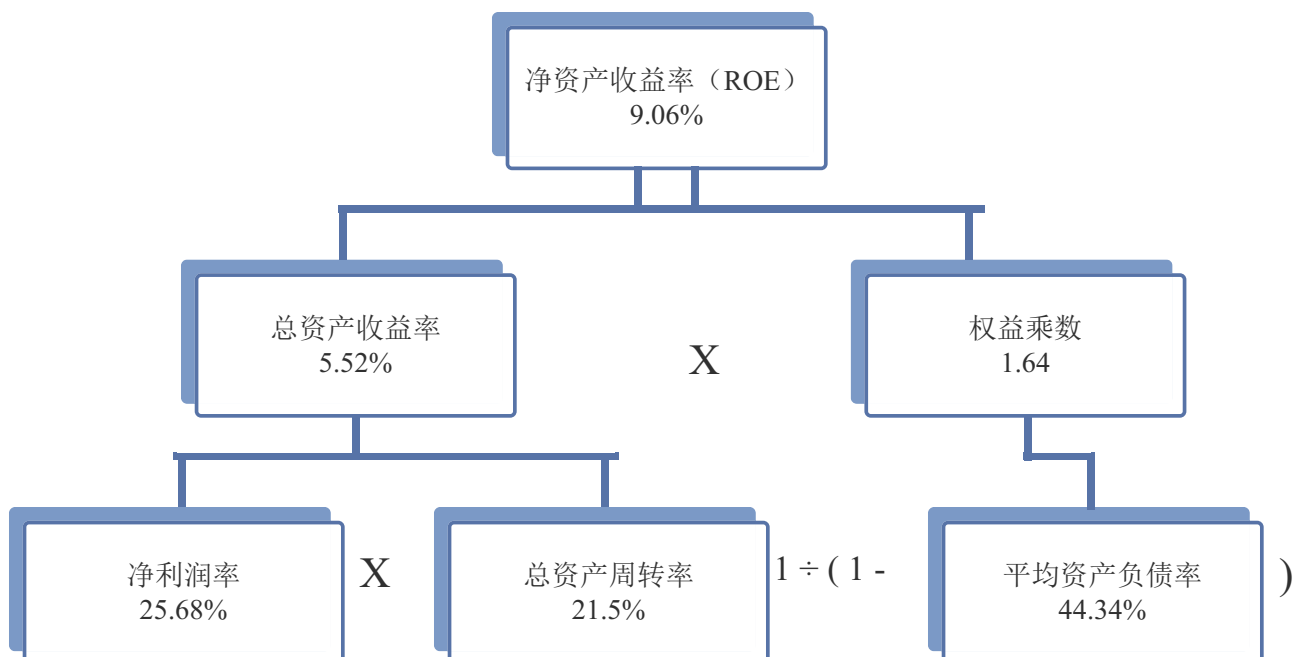 净资产收益率（ROE）
9.06%
总资产收益率
5.52%
X
权益乘数
1.64
净利润率
25.68%
X
总资产周转率
21.5%
1 ÷ ( 1 -
平均资产负债率
44.34%
)